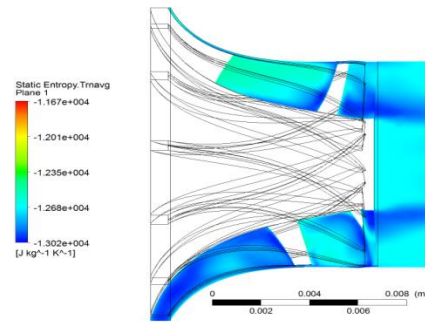 Static Entropy.Trnavg
Plane 1
-1.167e+004
-1.201e+004
-1.235e+004
-1.268e+004
-1.302e+004
[J kg^-1 K^-1]
0 0.004 0.008 (m
0.002 0.006